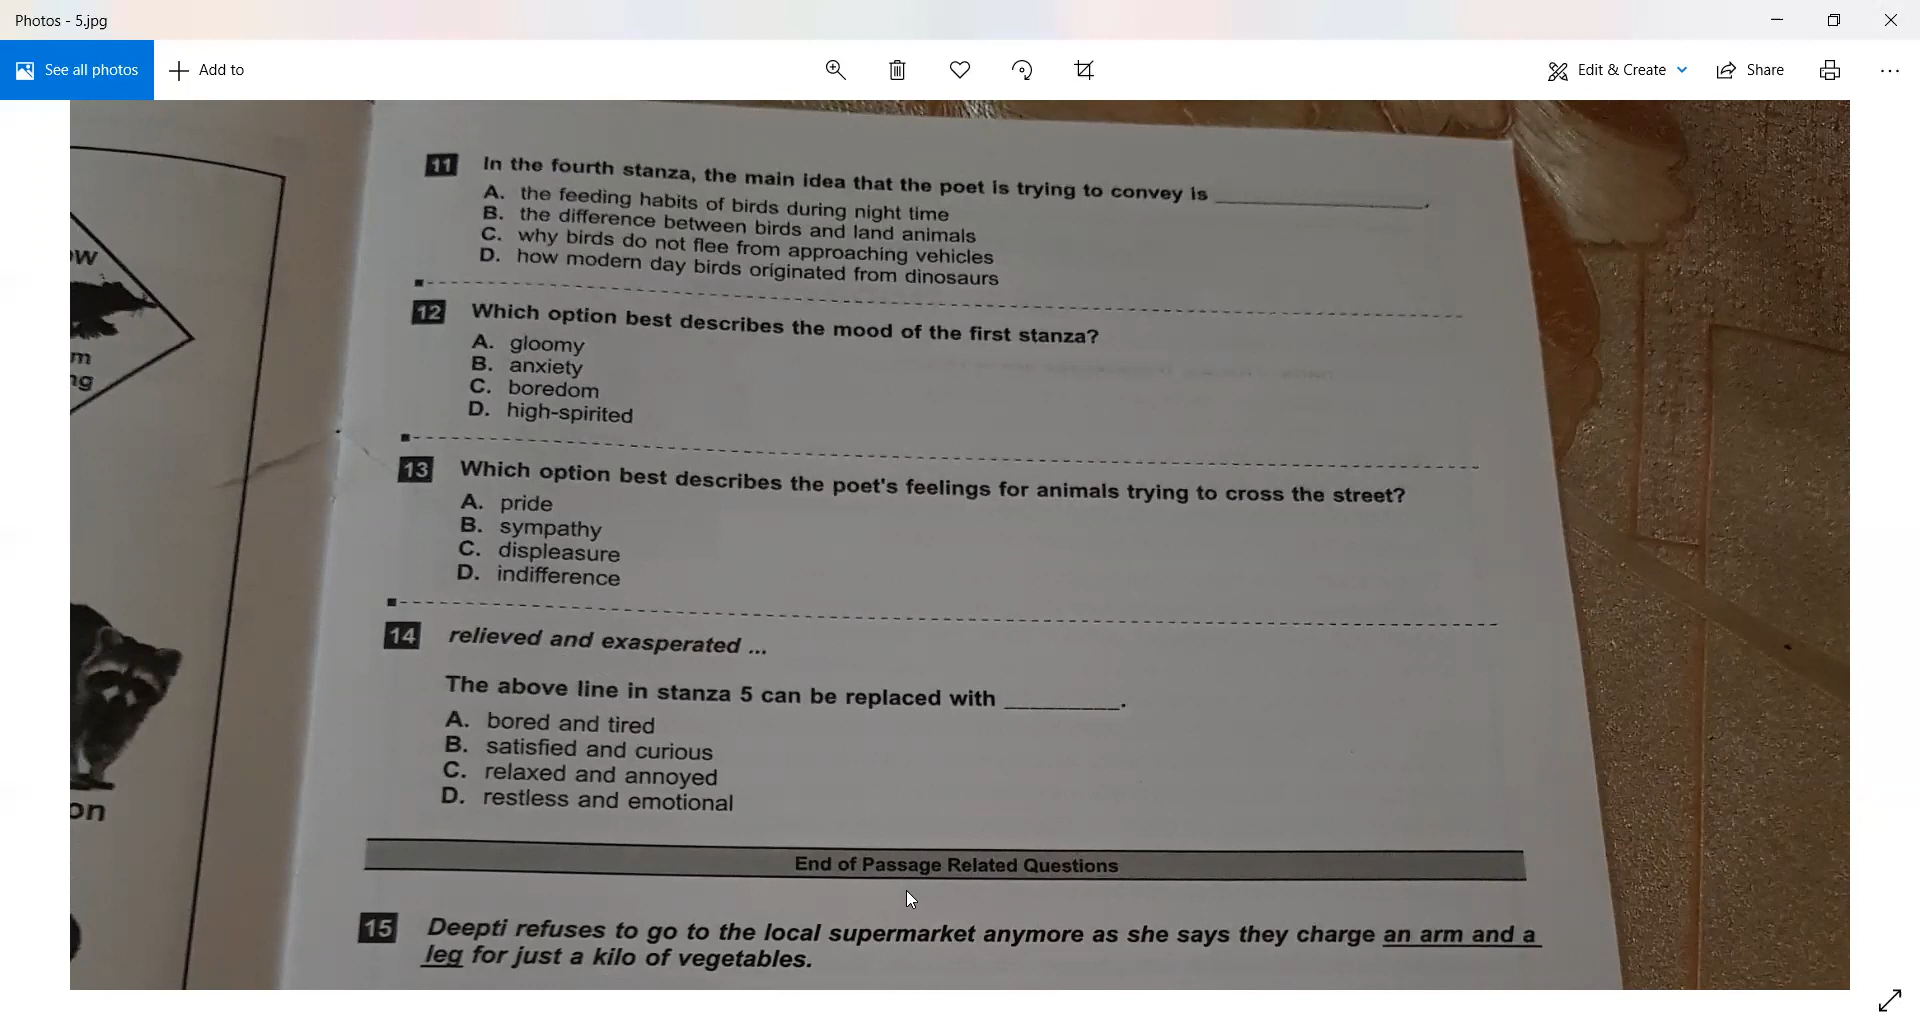 Photos - 5.jpg
See all photos
Add to
Edit & Create
Share
ow
m
ng
on
11 In the fourth stanza, the main idea that the poet is trying to convey is ____________________.
A. the feeding habits of birds during night time
B. the difference between birds and land animals
C. why birds do not flee from approaching vehicles
D. how modern day birds originated from dinosaurs
12 Which option best describes the mood of the first stanza?
A. gloomy
B. anxiety
C. boredom
D. high-spirited
13 Which option best describes the poet's feelings for animals trying to cross the street?
A. pride
B. sympathy
C. displeasure
D. indifference
14 relieved and exasperated ...
The above line in stanza 5 can be replaced with __________.
A. bored and tired
B. satisfied and curious
C. relaxed and annoyed
D. restless and emotional
End of Passage Related Questions
15 Deepti refuses to go to the local supermarket anymore as she says they charge an arm and a
leg for just a kilo of vegetables.